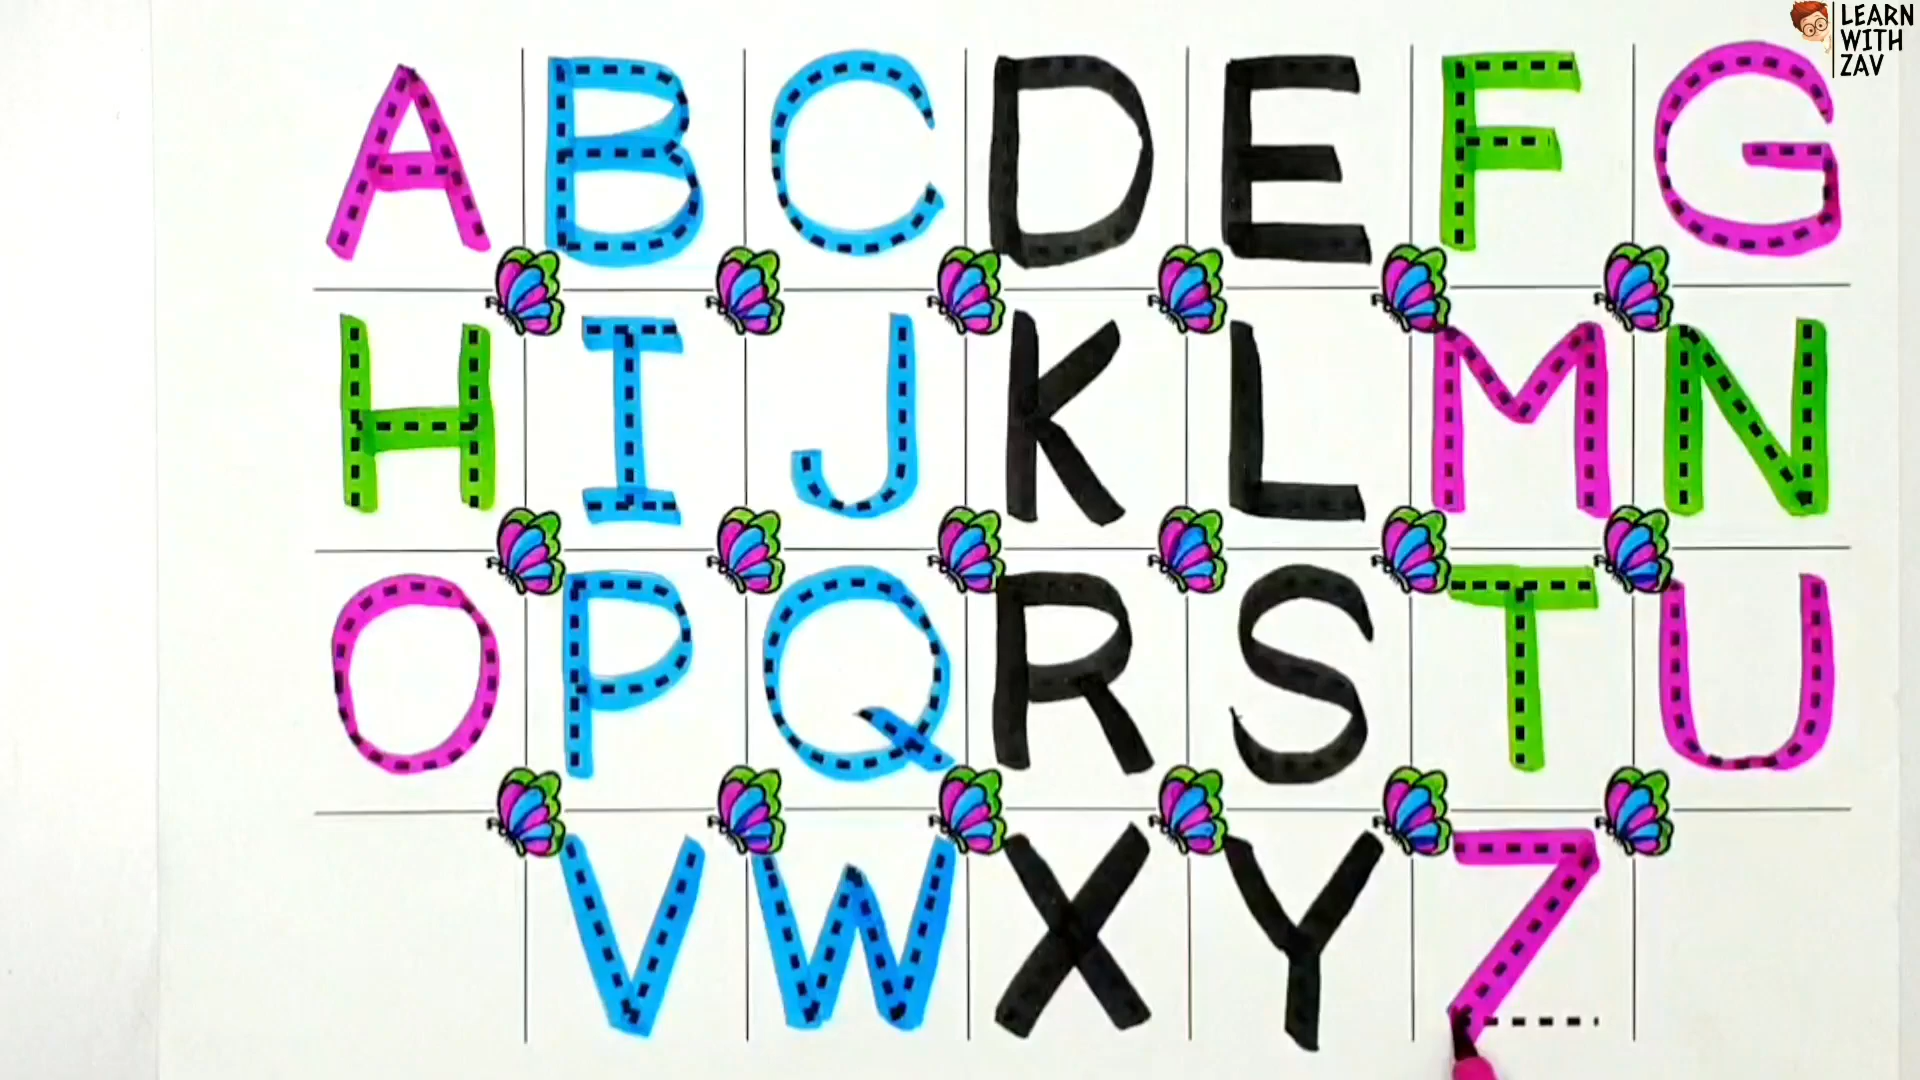 LEARN
WITH
ZAV
A B C D E F G
H I J K L M N
O P Q R S T U
V W X Y Z